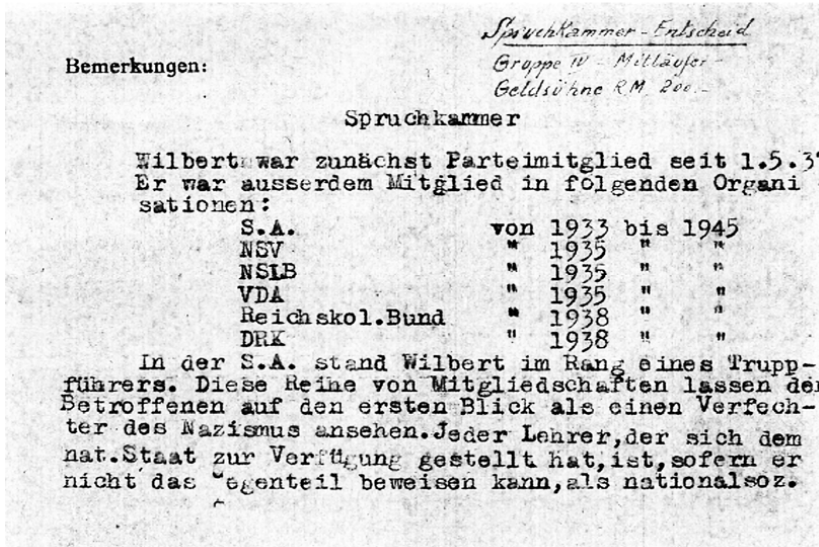 Spruchkammer - Entscheid
Bemerkungen:
Gruppe IV - Mitläufer -
Geldsühne RM 200.-
Spruchkammer
Wilbert war zunächst Parteimitglied seit 1.5.3
Er war ausserdem Mitglied in folgenden Organi -
sationen:
S.A. von 1933 bis 1945
NSV " 1935 " "
NSLB " 1935 " "
VDA " 1935 " "
Reichskol.Bund " 1938 " "
DRK " 1938 " "
In der S.A. stand Wilbert im Rang eines Trupp-
führers. Diese Reihe von Mitgliedschaften lassen den
Betroffenen auf den ersten Blick als einen Verfech-
ter des Nazismus ansehen.Jeder Lehrer,der sich dem
nat.Staat zur Verfügung gestellt hat,ist,sofern er
nicht das egenteil beweisen kann,als nationalsoz.